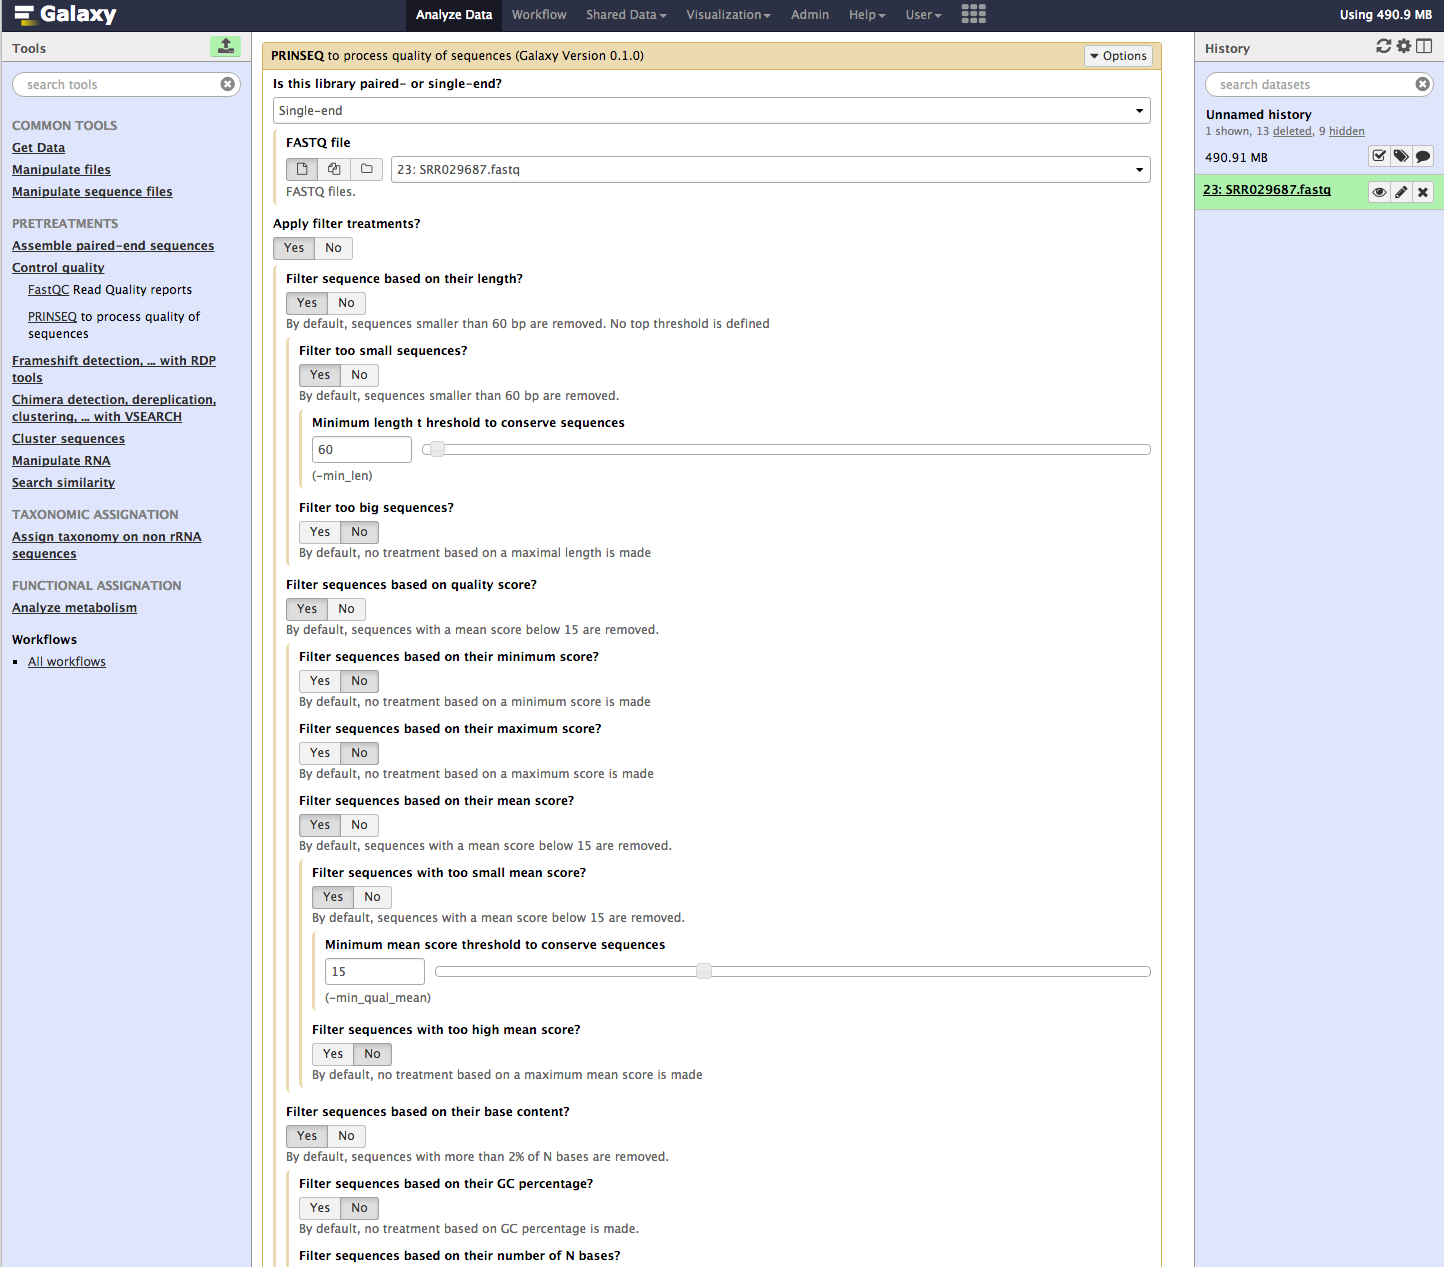 Galaxy
Analyze Data
Workflow
Shared Data
Visualization
Admin
Help
User
Using 490.9 MB
Tools
search tools
COMMON TOOLS
Get Data
Manipulate files
Manipulate sequence files
PRETREATMENTS
Assemble paired-end sequences
Control quality
FastQC Read Quality reports
PRINSEQ to process quality of
sequences
Frameshift detection, ... with RDP
tools
Chimera detection, dereplication,
clustering, ... with VSEARCH
Cluster sequences
Manipulate RNA
Search similarity
TAXONOMIC ASSIGNATION
Assign taxonomy on non rRNA
sequences
FUNCTIONAL ASSIGNATION
Analyze metabolism
Workflows
All workflows
PRINSEQ to process quality of sequences (Galaxy Version 0.1.0)
Options
Is this library paired- or single-end?
Single-end
FASTQ file
23: SRR029687.fastq
FASTQ files.
Apply filter treatments?
Yes No
Filter sequence based on their length?
Yes No
By default, sequences smaller than 60 bp are removed. No top threshold is defined
Filter too small sequences?
Yes No
By default, sequences smaller than 60 bp are removed.
Minimum length t hreshold to conserve sequences
60
(-min_len)
Filter too big sequences?
Yes No
By default, no treatment based on a maximal length is made
Filter sequences based on quality score?
Yes No
By default, sequences with a mean score below 15 are removed.
Filter sequences based on their minimum score?
Yes No
By default, no treatment based on a minimum score is made
Filter sequences based on their maximum score?
Yes No
By default, no treatment based on a maximum score is made
Filter sequences based on their mean score?
Yes No
By default, sequences with a mean score below 15 are removed.
Filter sequences with too small mean score?
Yes No
By default, sequences with a mean score below 15 are removed.
Minimum mean score threshold to conserve sequences
15
(-min_qual_mean)
Filter sequences with too high mean score?
Yes No
By default, no treatment based on a maximum mean score is made
Filter sequences based on their base content?
Yes No
By default, sequences with more than 2% of N bases are removed.
Filter sequences based on their GC percentage?
Yes No
By default, no treatment based on GC percentage is made.
Filter sequences based on their number of N bases?
History
search datasets
Unnamed history
1 shown, 13 deleted, 9 hidden
490.91 MB
23: SRR029687.fastq